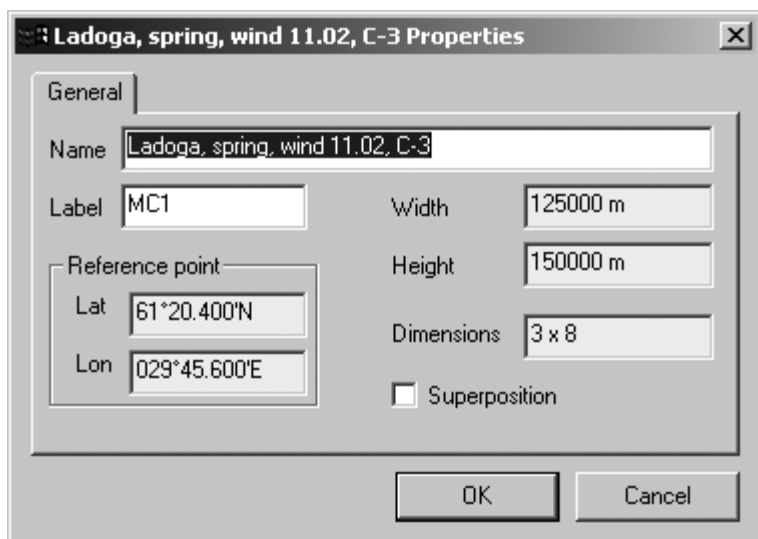 Ladoga, spring, wind 11.02, C-3 Properties
General
Name Ladoga, spring, wind 11.02, C-3
Label MC1
Width 125000 m
Reference point
Height 150000 m
Lat 61°20.400'N
Dimensions 3 x 8
Lon 029°45.600'E
Superposition
OK Cancel